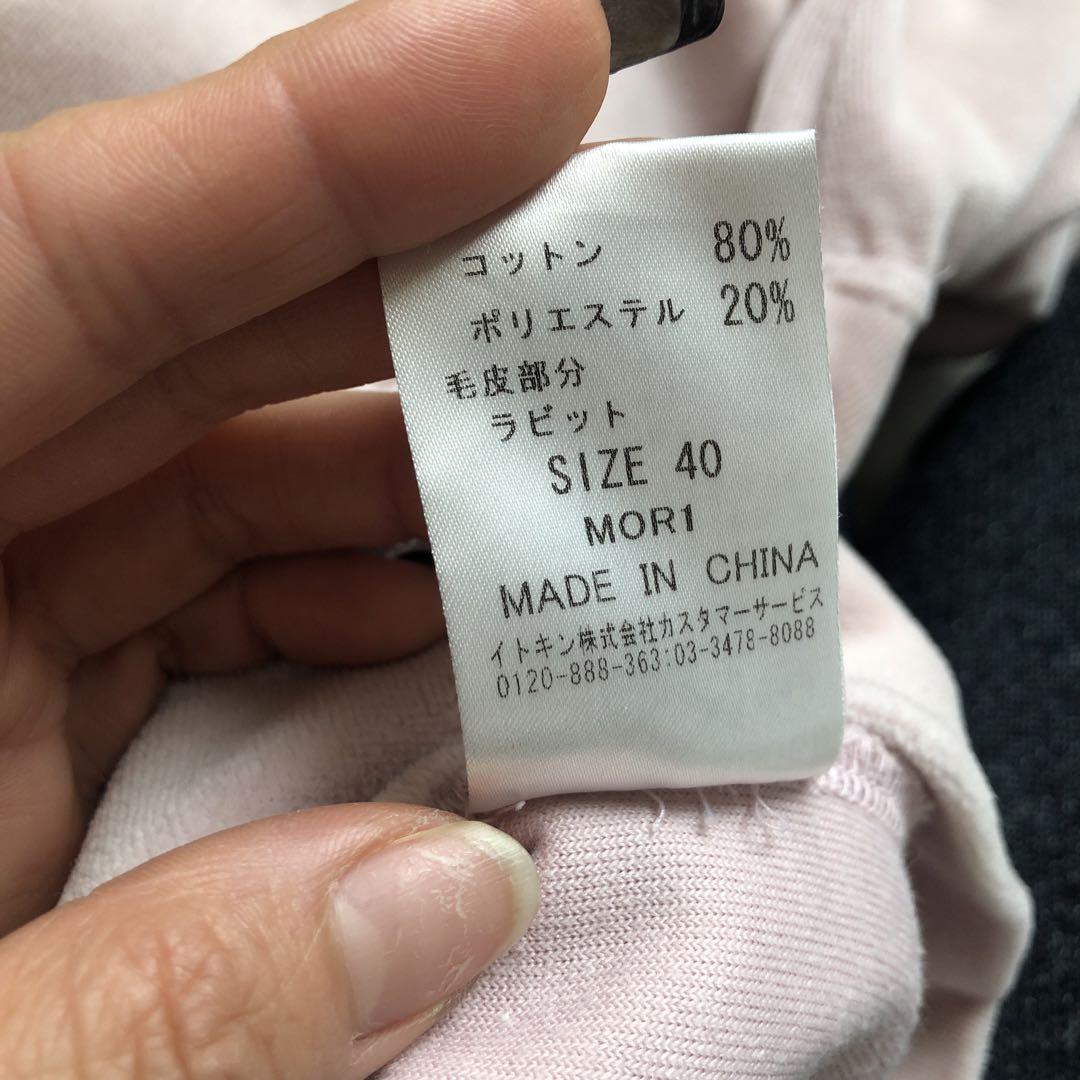 コットン 80%
ポリエステル 20%
毛皮部分
ラビット
SIZE 40
MOR1
MADE IN CHINA
イトキン株式会社カスタマーサービス
0120-888-363:03-3478-8088